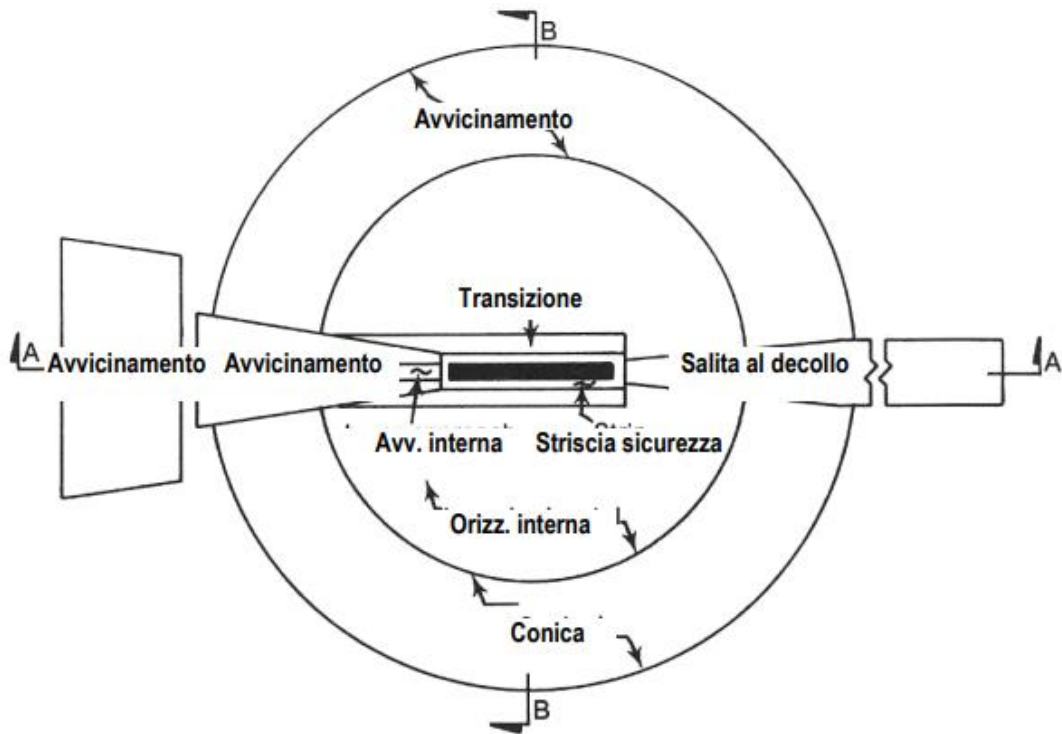 B
Avvicinamento
Transizione
A
Avvicinamento
Avvicinamento
Salita al decollo
A
Avv. interna
Striscia sicurezza
Orizz. interna
Conica
B